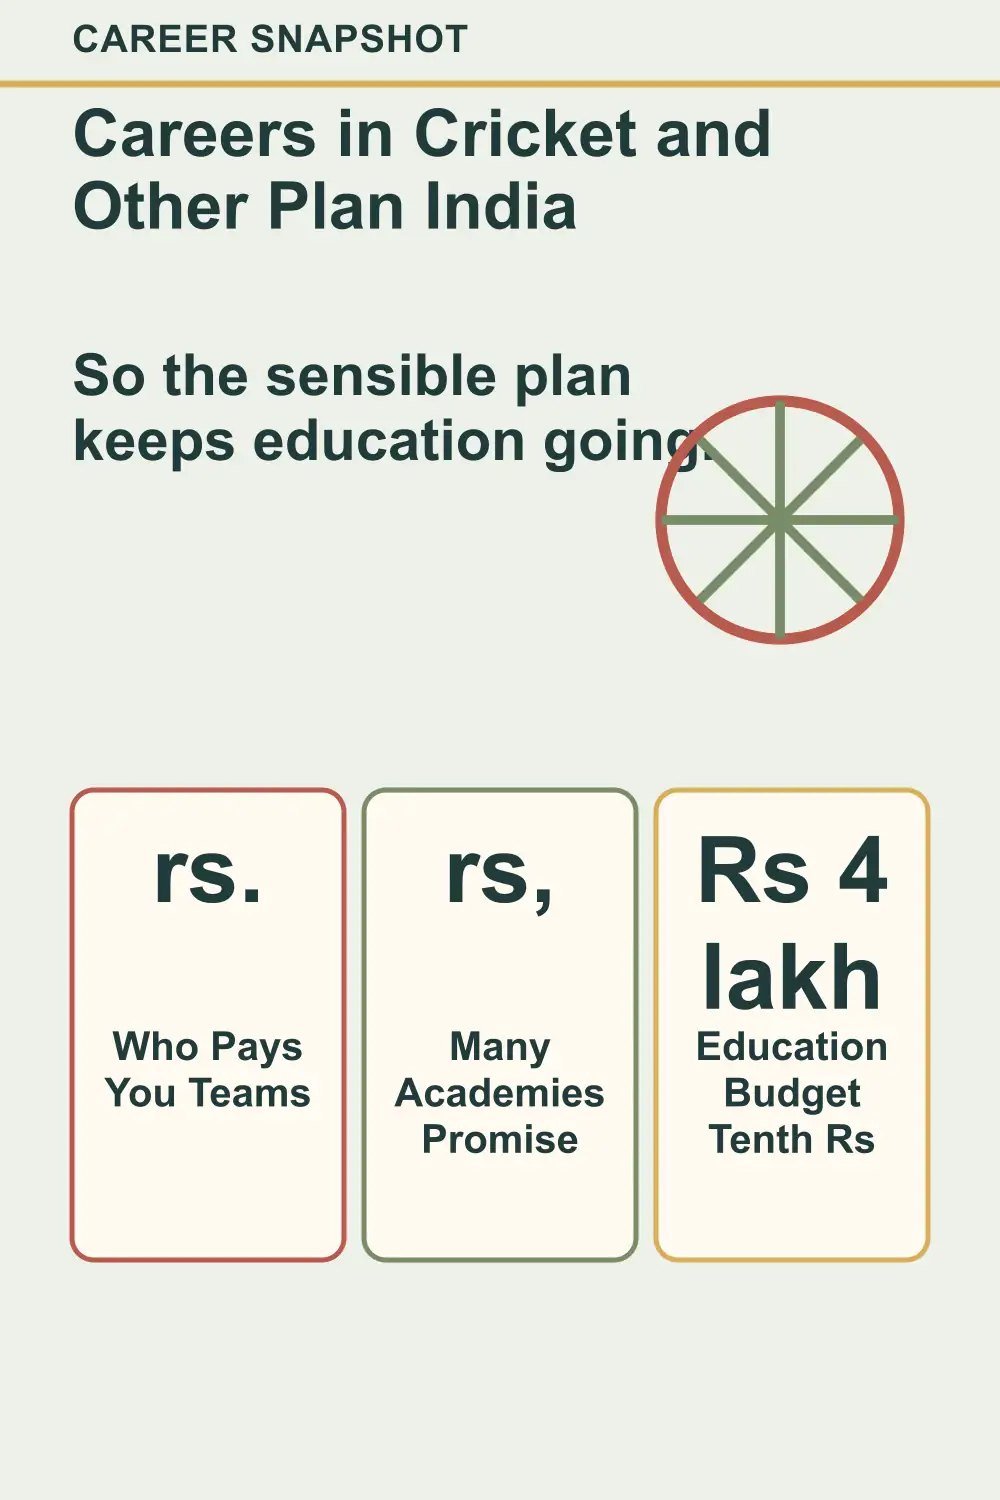 CAREER SNAPSHOT
Careers in Cricket and
Other Plan India
So the sensible plan
keeps education going.
rs.
Who Pays
You Teams
rs,
Many
Academies
Promise
Rs 4
lakh
Education
Budget
Tenth Rs